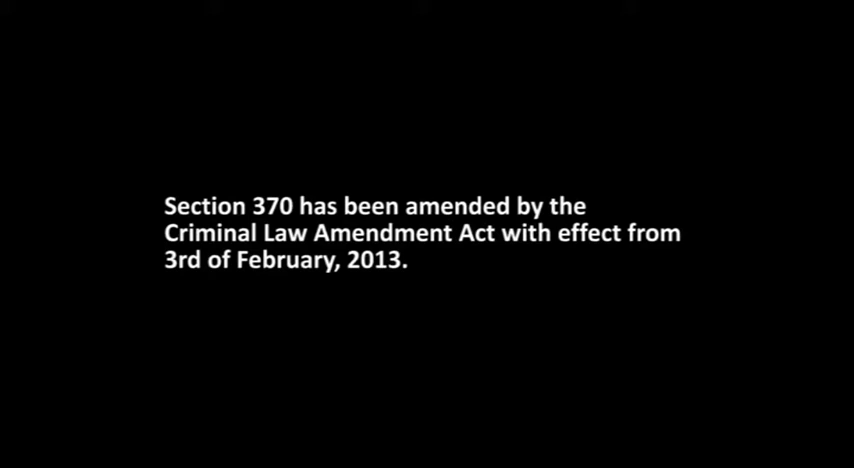 Section 370 has been amended by the
Criminal Law Amendment Act with effect from
3rd of February, 2013.